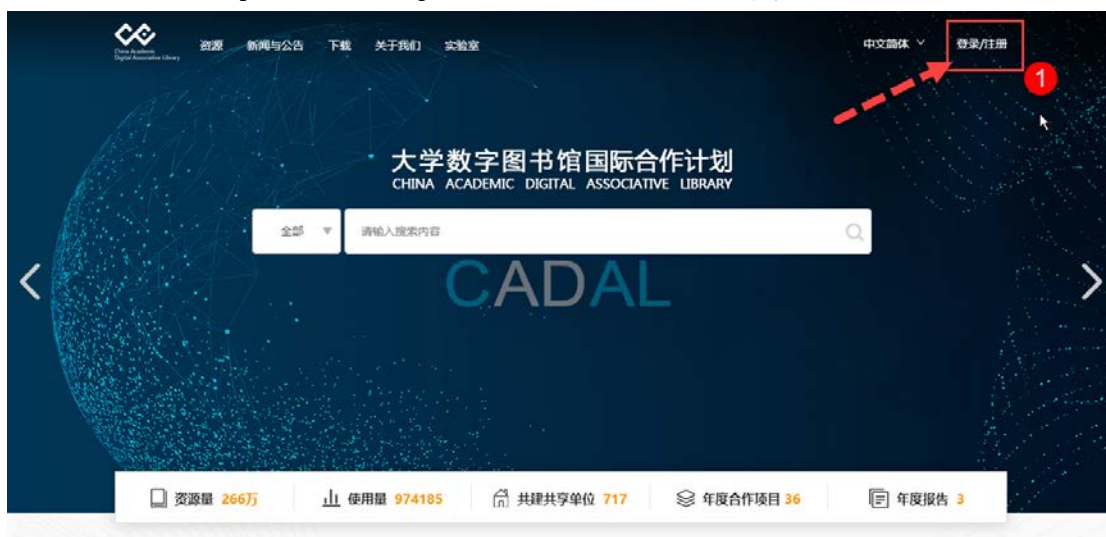 China Academic
Digital Associative Library
资源 新闻与公告 下载 关于我们 实验室
中文简体 登录/注册
1
大学数字图书馆国际合作计划
CHINA ACADEMIC DIGITAL ASSOCIATIVE LIBRARY
全部 请输入搜索内容
CADAL
资源量 266万 使用量 974185 共建共享单位 717 年度合作项目 36 年度报告 3